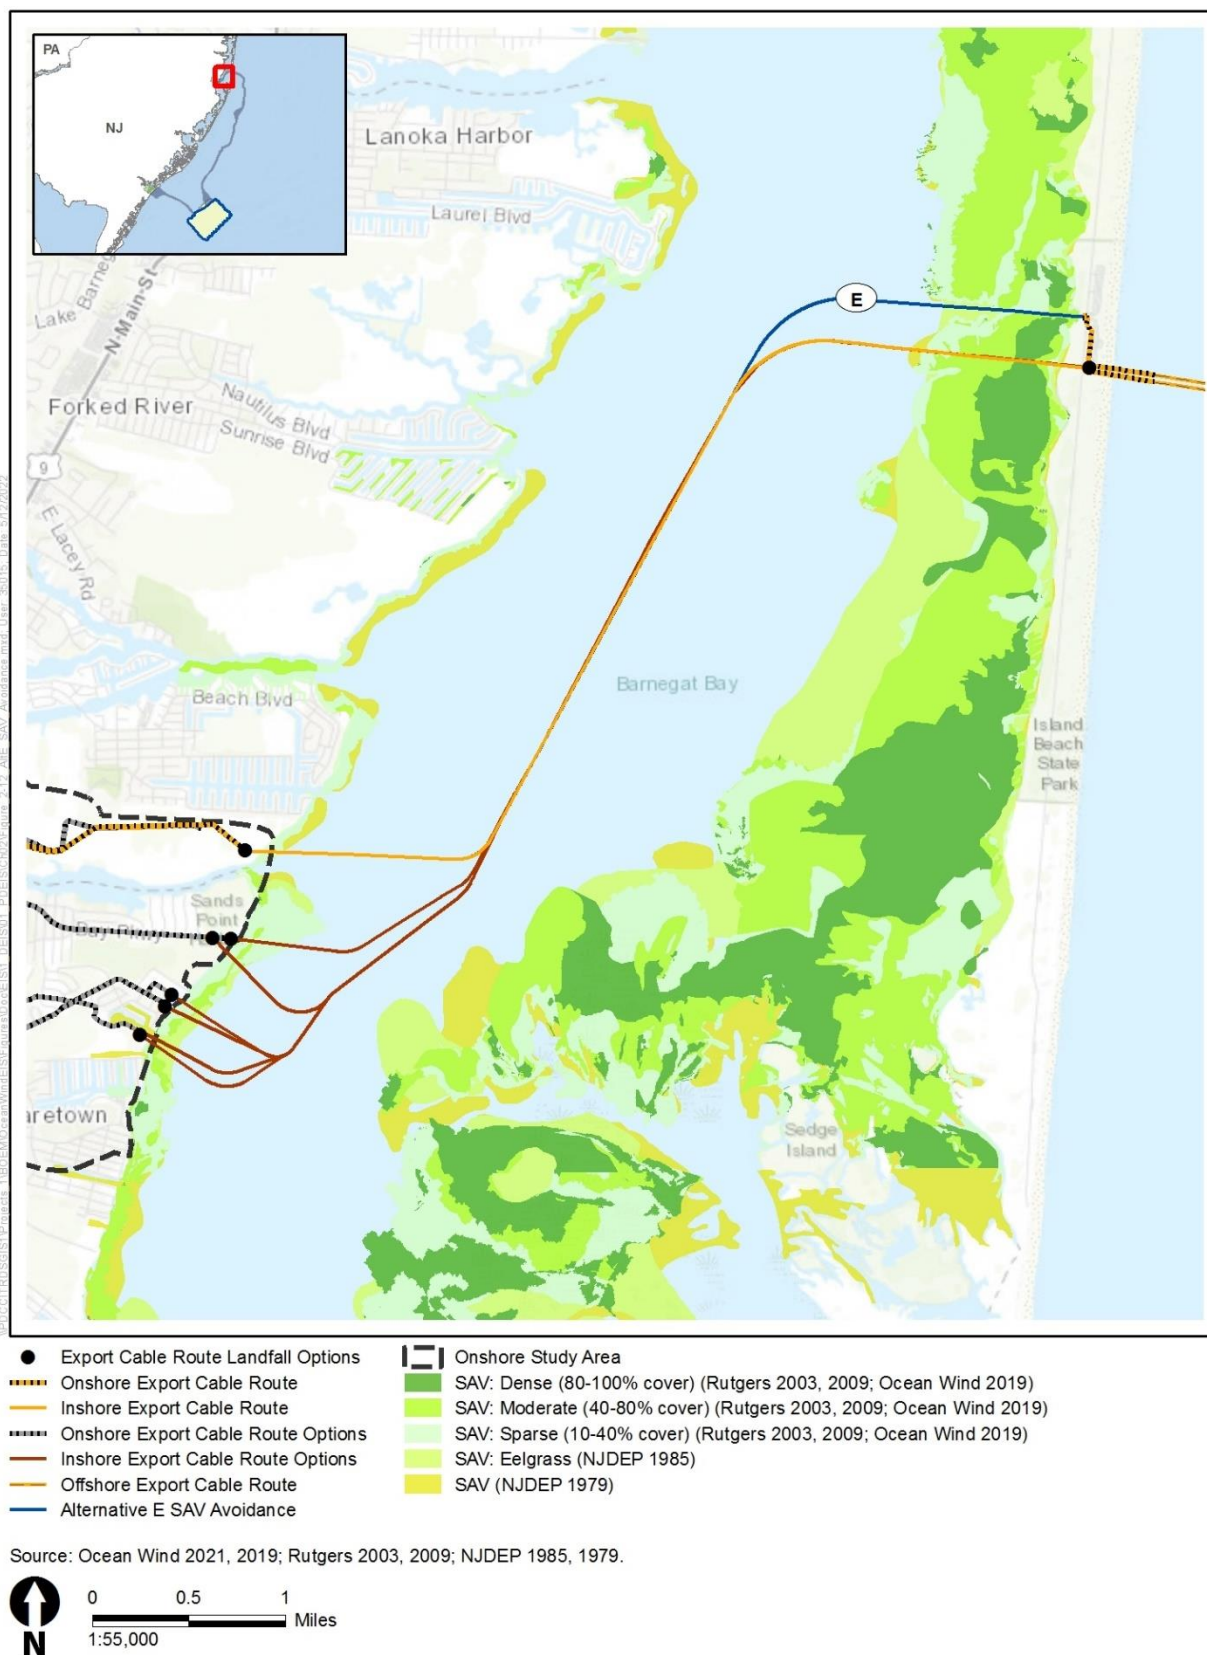 PA
NJ
Lanoka Harbor
Laurel Blvd
Lake Barneg
N Main St
E
Forked River
Nautilus Blvd
Sunrise Blvd
9
E Lacey Rd
Barnegat Bay
Beach Blvd
Island
Beach
State
Park
Sands
Point
aretown
Sedge
Island
Export Cable Route Landfall Options
Onshore Export Cable Route
Inshore Export Cable Route
Onshore Export Cable Route Options
Inshore Export Cable Route Options
Offshore Export Cable Route
Alternative E SAV Avoidance
Onshore Study Area
SAV: Dense (80-100% cover) (Rutgers 2003, 2009; Ocean Wind 2019)
SAV: Moderate (40-80% cover) (Rutgers 2003, 2009; Ocean Wind 2019)
SAV: Sparse (10-40% cover) (Rutgers 2003, 2009; Ocean Wind 2019)
SAV: Eelgrass (NJDEP 1985)
SAV (NJDEP 1979)
Source: Ocean Wind 2021, 2019; Rutgers 2003, 2009; NJDEP 1985, 1979.
N
0 0.5 1
Miles
1:55,000